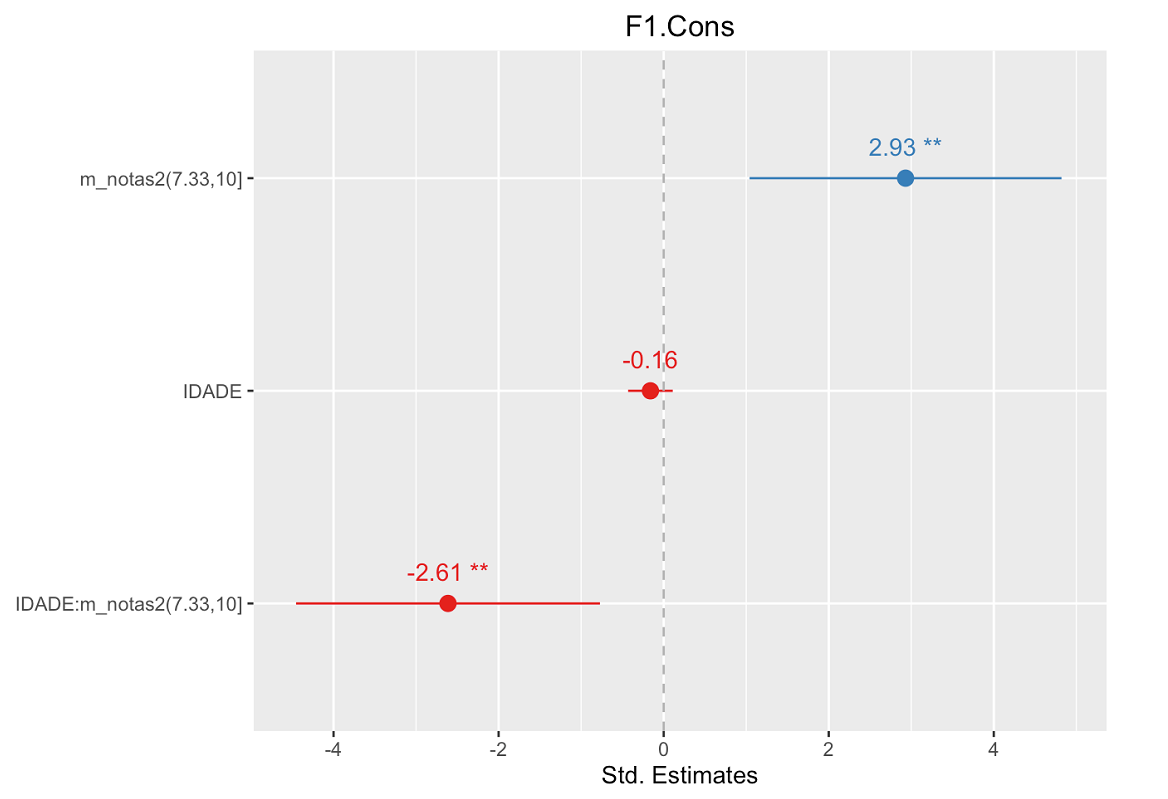 F1.Cons
2.93 **
m_notas2(7.33,10]
-0.16
IDADE
-2.61 **
IDADE:m_notas2(7.33,10]
-4 -2 0 2 4
Std. Estimates